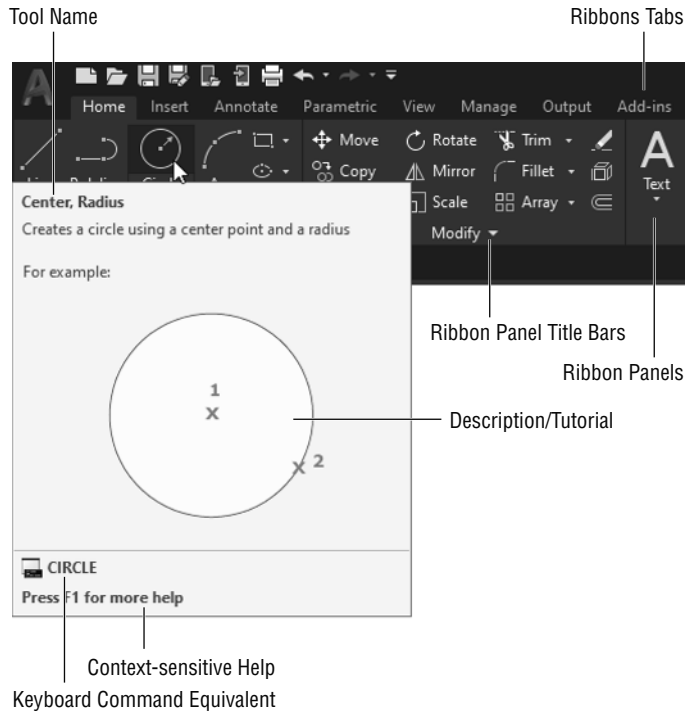 Tool Name
Ribbons Tabs
Home Insert Annotate Parametric View Manage Output Add-ins
Move Rotate Trim
Copy Mirror Fillet
Text
Scale Array
Modify
Center, Radius
Creates a circle using a center point and a radius
For example:
1
X
X 2
Ribbon Panel Title Bars
Ribbon Panels
Description/Tutorial
CIRCLE
Press F1 for more help
Context-sensitive Help
Keyboard Command Equivalent